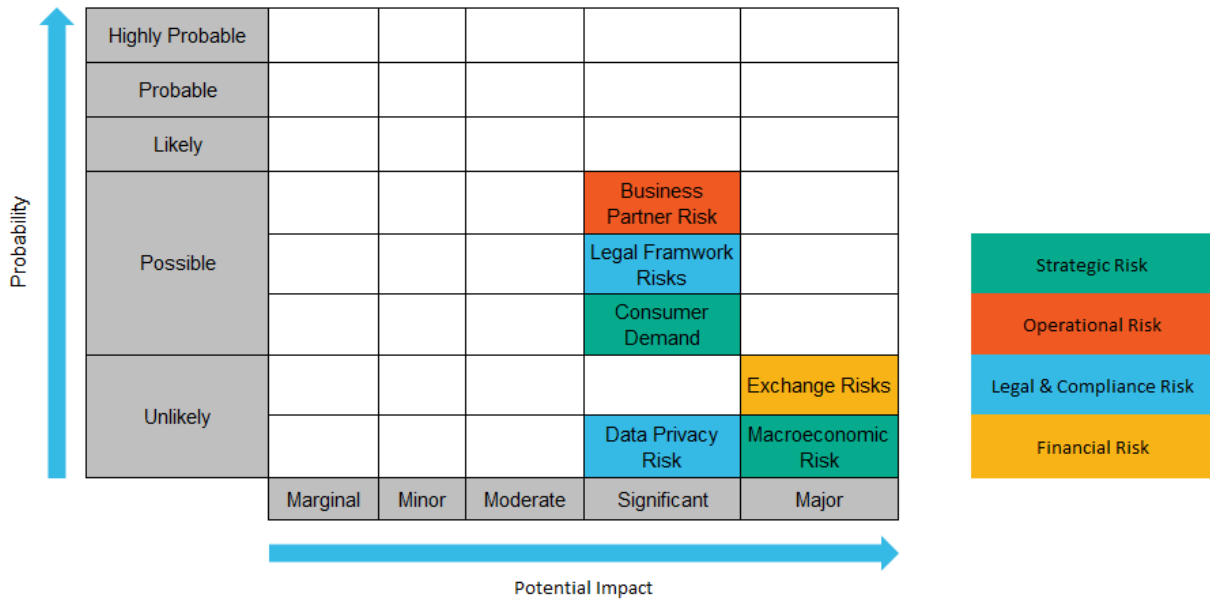 Highly Probable
Probable
Likely
Possible
Unlikely
Probability
Business
Partner Risk
Legal Framwork
Risks
Consumer
Demand
Exchange Risks
Data Privacy
Risk
Macroeconomic
Risk
Marginal
Minor
Moderate
Significant
Major
Potential Impact
Strategic Risk
Operational Risk
Legal & Compliance Risk
Financial Risk